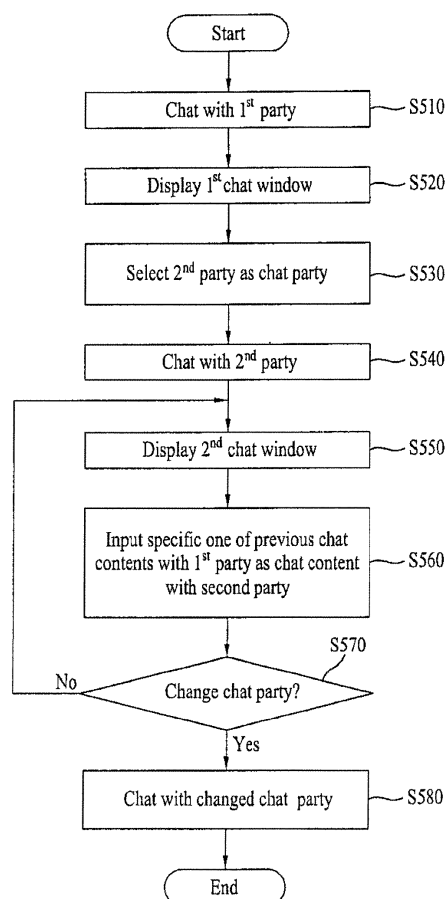 Start
Chat with 1st party
S510
Display 1st chat window
S520
Select 2nd party as chat party
S530
Chat with 2nd party
S540
Display 2nd chat window
S550
Input specific one of previous chat
contents with 1st party as chat content
with second party
S560
S570
Change chat party?
No
Yes
Chat with changed chat party
S580
End